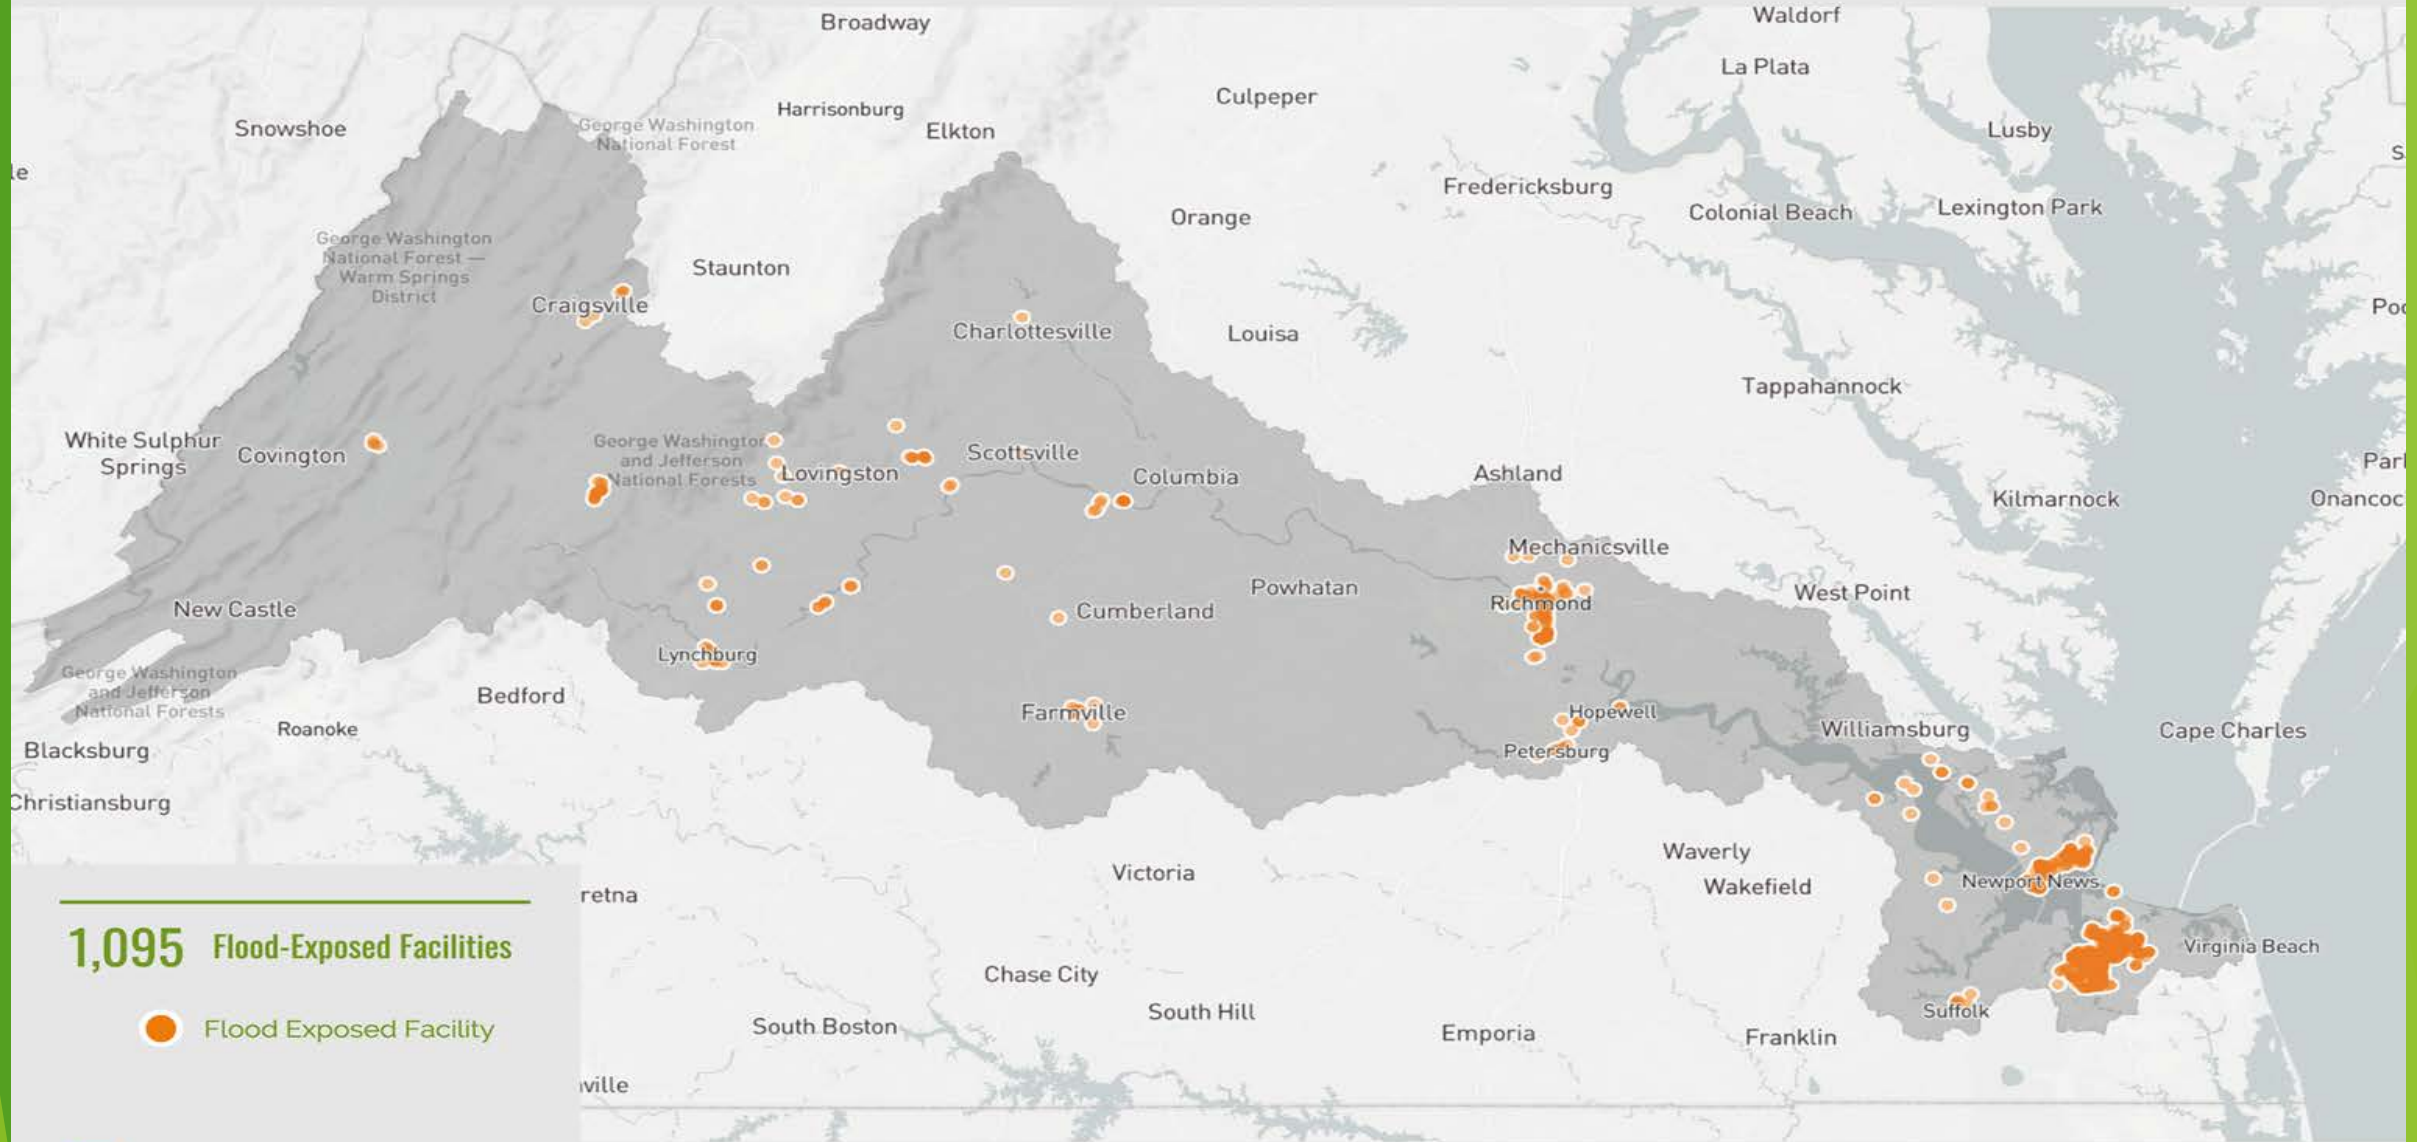 Broadway
Waldorf
La Plata
Culpeper
Harrisonburg
Snowshoe
George Washington
National Forest
Elkton
Lusby
le
Fredericksburg
Orange
Colonial Beach
Lexington Park
George Washington
National Forest —
Warm Springs
District
Staunton
Craigsville
Charlottesville
Louisa
Tappahannock
White Sulphur
Springs
Covington
George Washington
and Jefferson
National Forests
Lovingston
Scottsville
Columbia
Ashland
Kilmarnock
Onancoc
Mechanicsville
Powhatan
West Point
Richmond
New Castle
Cumberland
Lynchburg
George Washington
and Jefferson
National Forests
Bedford
Roanoke
Farmville
Hopewell
Williamsburg
Cape Charles
Blacksburg
Petersburg
Christiansburg
Waverly
Victoria
Wakefield
Newport News
retna
1,095 Flood-Exposed Facilities
Virginia Beach
Chase City
South Hill
Suffolk
Flood Exposed Facility
South Boston
Emporia
Franklin
ville